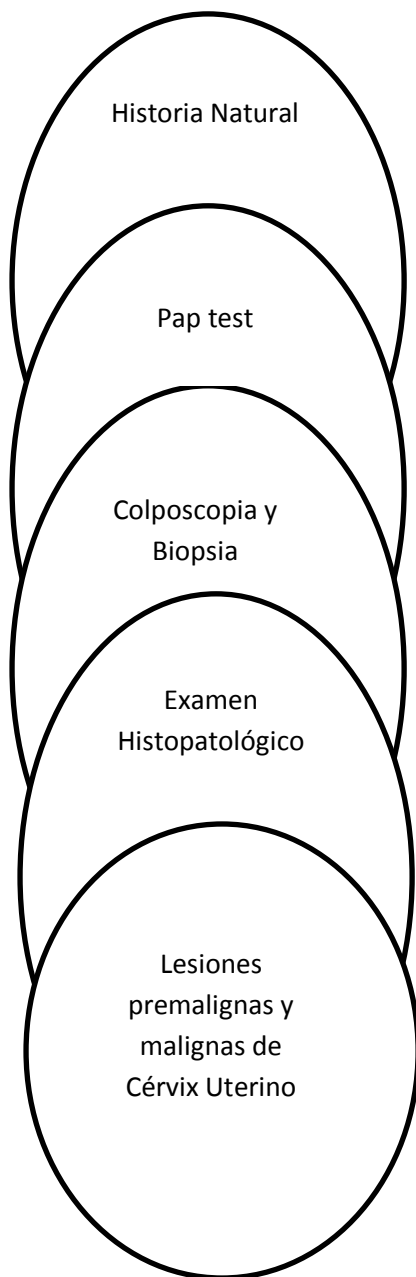 Historia Natural
Pap test
Colposcopia y
Biopsia
Examen
Histopatológico
Lesiones
premalignas y
malignas de
Cérvix Uterino